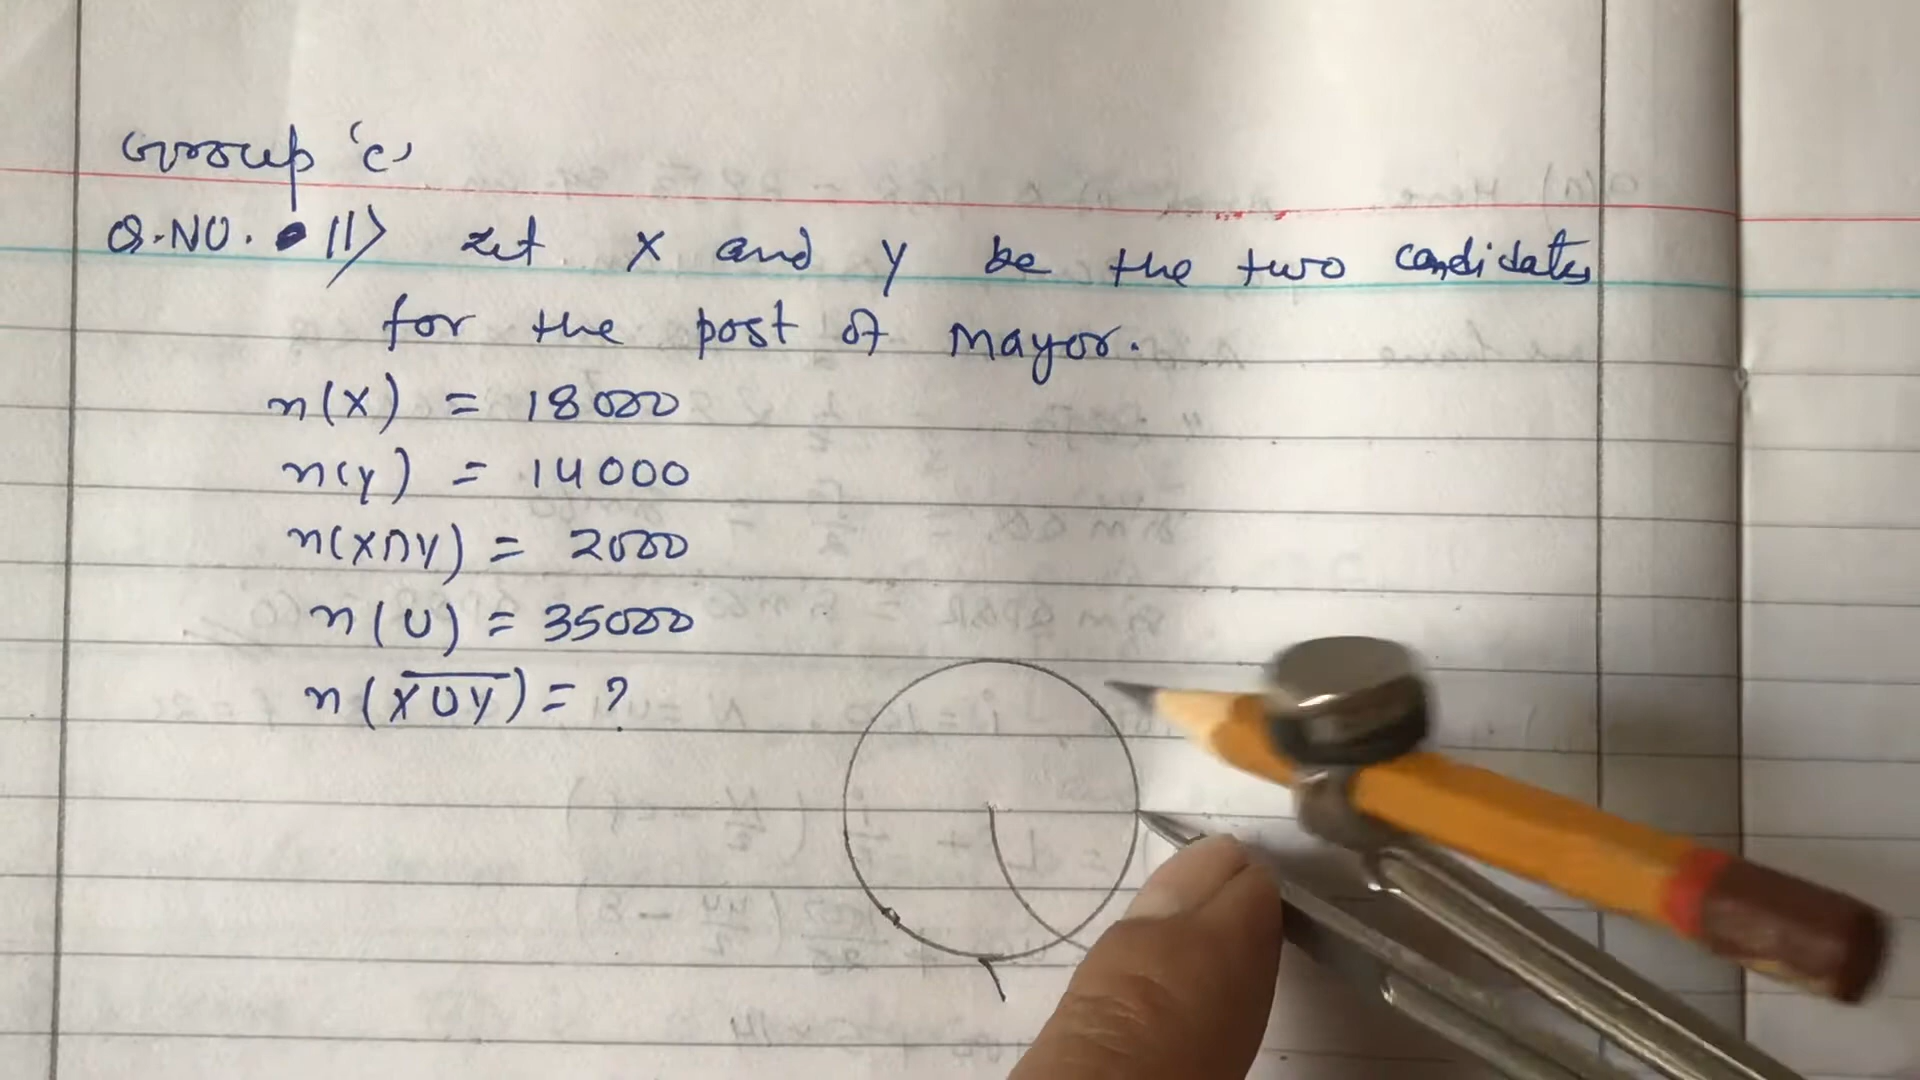 Group 'C'
Q.NO. 11> Let X and Y be the two candidates
for the post of Mayor.
n(X) = 18000
n(Y) = 14000
n(X∩Y) = 2000
n(U) = 35000
n(X̅∪̅Y̅) = ?